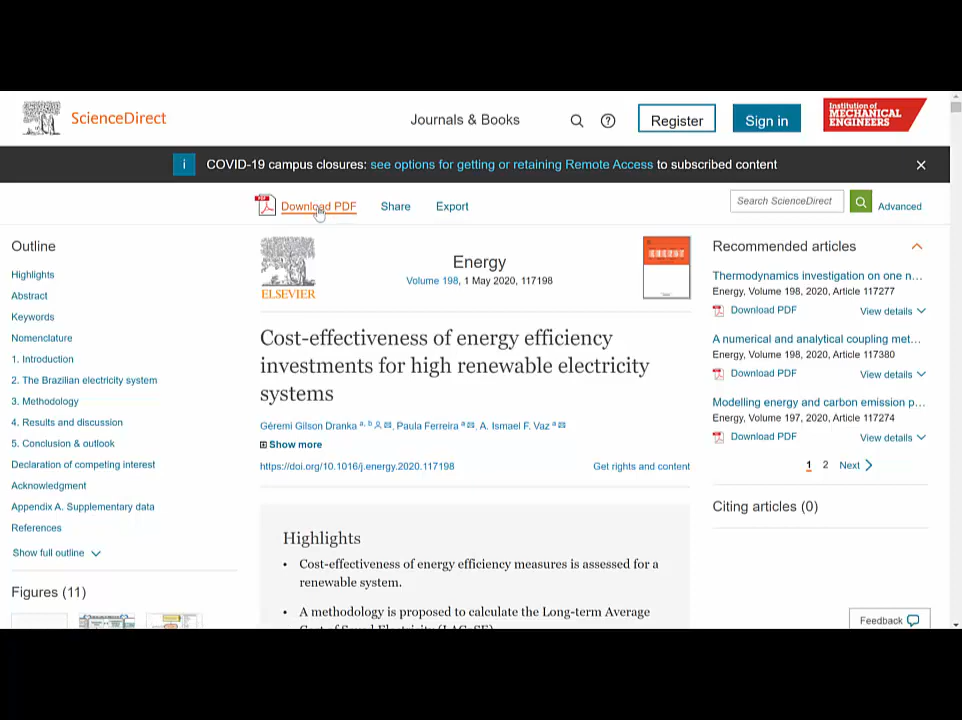 ScienceDirect
Journals & Books
?
Register
Sign in
Institution of
MECHANICAL
ENGINEERS
i COVID-19 campus closures: see options for getting or retaining Remote Access to subscribed content
PDF Download PDF
Share
Export
Search ScienceDirect
Advanced
Outline
Highlights
Abstract
Keywords
Nomenclature
1. Introduction
2. The Brazilian electricity system
3. Methodology
4. Results and discussion
5. Conclusion & outlook
Declaration of competing interest
Acknowledgment
Appendix A. Supplementary data
References
Show full outline
Figures (11)
ELSEVIER
Energy
Volume 198, 1 May 2020, 117198
ENERGY
Cost-effectiveness of energy efficiency
investments for high renewable electricity
systems
Géremi Gilson Dranka a, b, Paula Ferreira a, A. Ismael F. Vaz a
Show more
https://doi.org/10.1016/j.energy.2020.117198
Get rights and content
Highlights
• Cost-effectiveness of energy efficiency measures is assessed for a
renewable system.
• A methodology is proposed to calculate the Long-term Average
Cost of Saved Electricity (LAC-SE).
Recommended articles
Thermodynamics investigation on one n...
Energy, Volume 198, 2020, Article 117277
Download PDF
View details
A numerical and analytical coupling met...
Energy, Volume 198, 2020, Article 117380
Download PDF
View details
Modelling energy and carbon emission p...
Energy, Volume 197, 2020, Article 117274
Download PDF
View details
1 2 Next
Citing articles (0)
Feedback